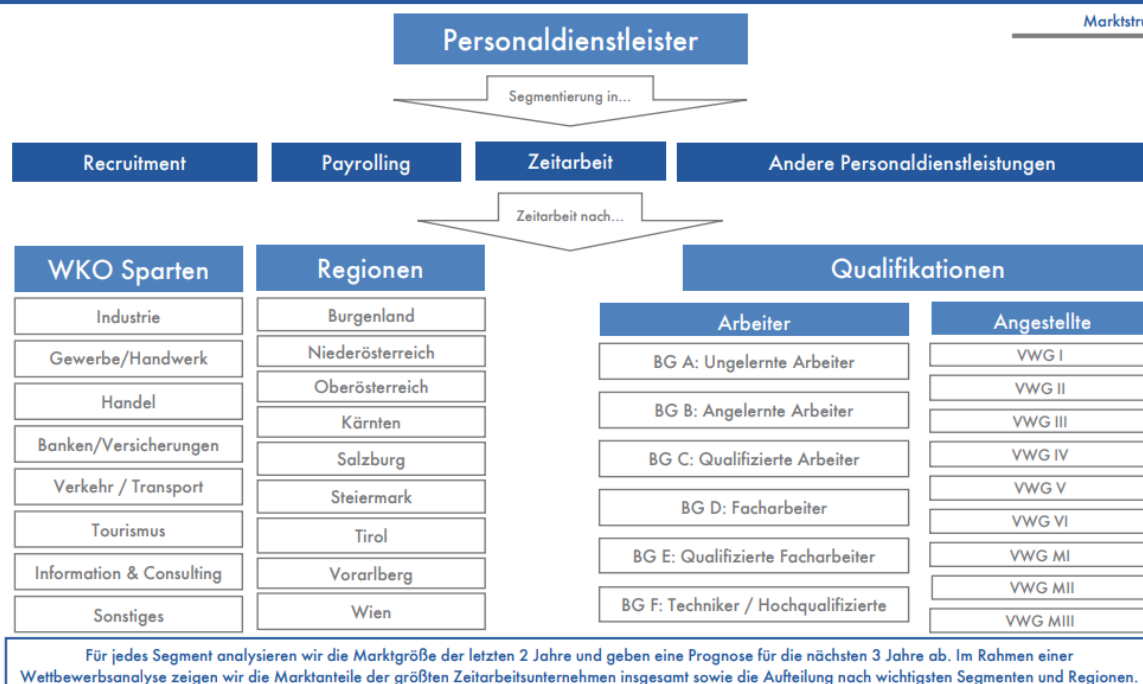 Marktstru
Personaldienstleister
Segmentierung in...
Recruitment
Payrolling
Zeitarbeit
Andere Personaldienstleistungen
Zeitarbeit nach...
WKO Sparten
Industrie
Gewerbe/Handwerk
Handel
Banken/Versicherungen
Verkehr / Transport
Tourismus
Information & Consulting
Sonstiges
Regionen
Burgenland
Niederösterreich
Oberösterreich
Kärnten
Salzburg
Steiermark
Tirol
Vorarlberg
Wien
Qualifikationen
Arbeiter
BG A: Ungelernte Arbeiter
BG B: Angelernte Arbeiter
BG C: Qualifizierte Arbeiter
BG D: Facharbeiter
BG E: Qualifizierte Facharbeiter
BG F: Techniker / Hochqualifizierte
Angestellte
VWG I
VWG II
VWG III
VWG IV
VWG V
VWG VI
VWG MI
VWG MII
VWG MIII
Für jedes Segment analysieren wir die Marktgröße der letzten 2 Jahre und geben eine Prognose für die nächsten 3 Jahre ab. Im Rahmen einer
Wettbewerbsanalyse zeigen wir die Marktanteile der größten Zeitarbeitsunternehmen insgesamt sowie die Aufteilung nach wichtigsten Segmenten und Regionen.